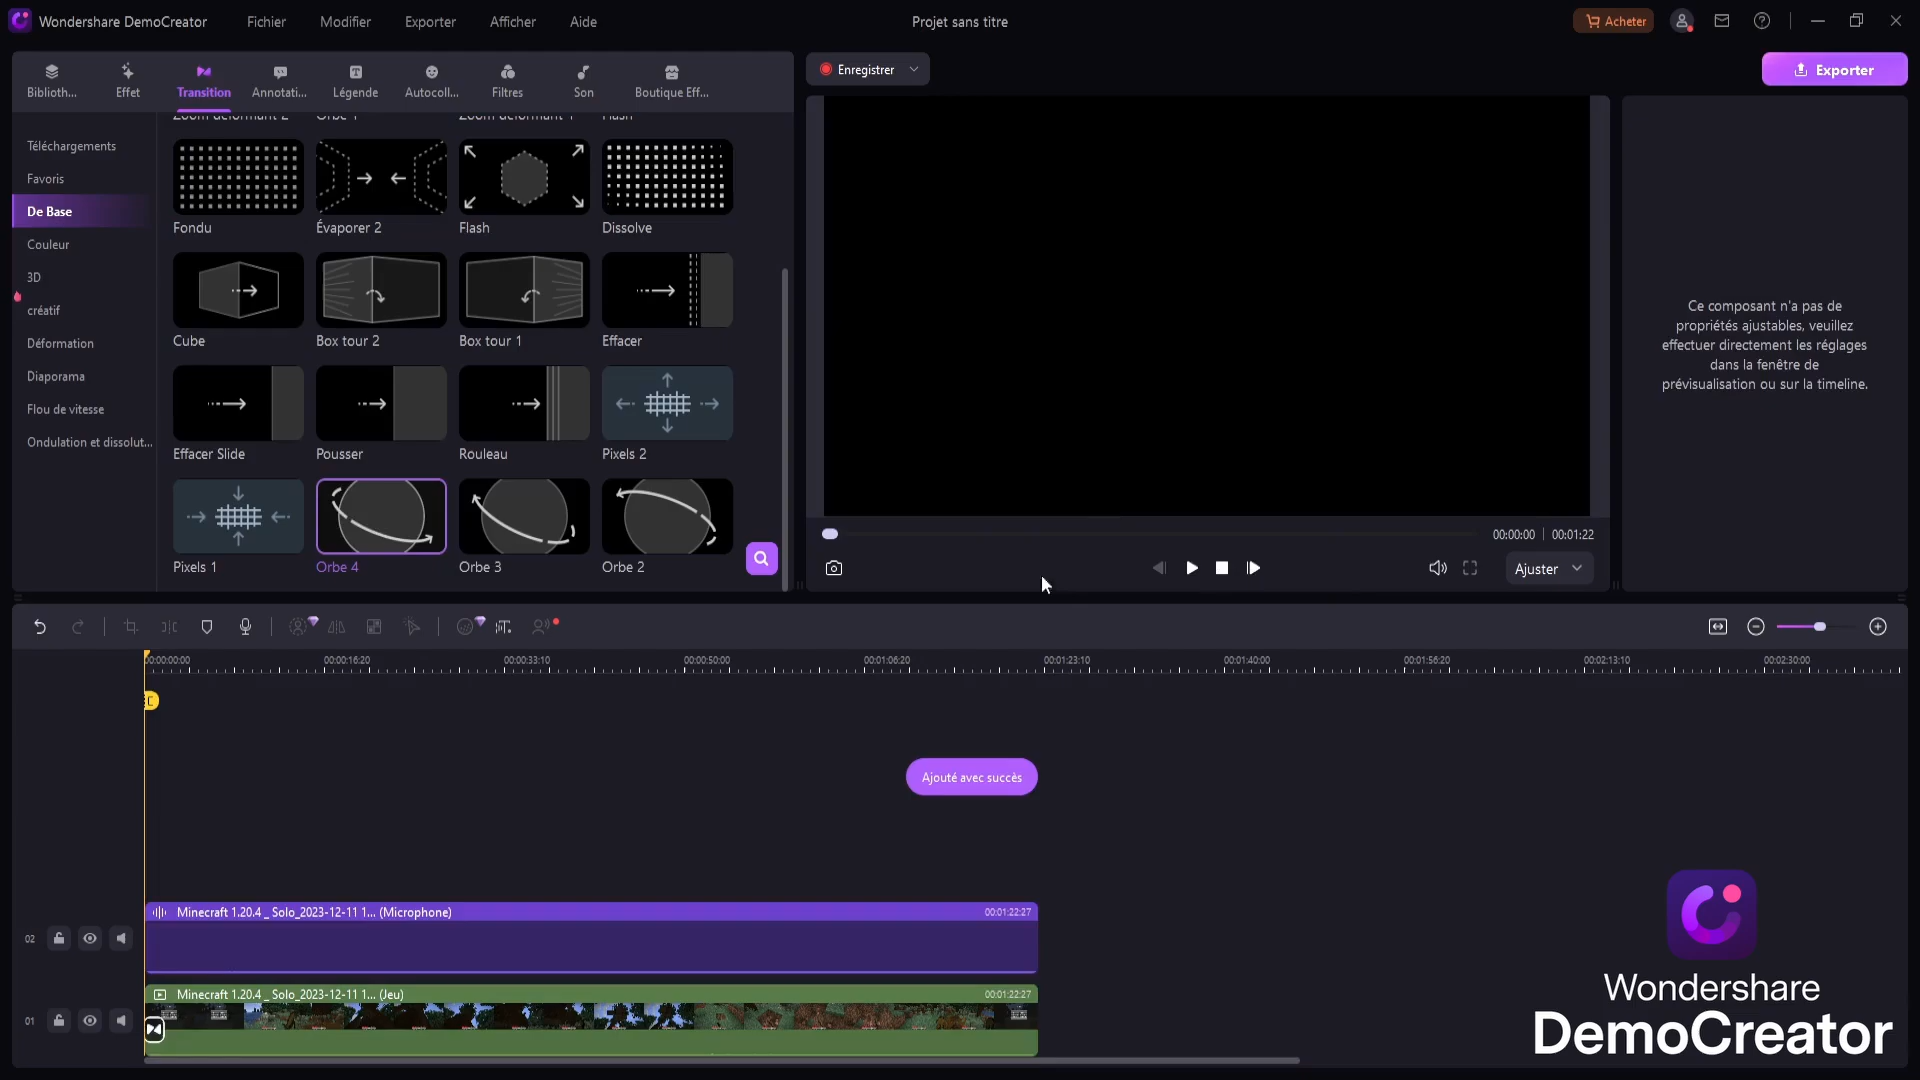 Wondershare DemoCreator
Fichier
Modifier
Exporter
Afficher
Aide
Projet sans titre
Acheter
Biblioth...
Effet
Transition
Annotati...
Légende
Autocoll...
Filtres
Son
Boutique Eff...
Enregistrer
Exporter
Téléchargements
Favoris
De Base
Couleur
3D
créatif
Déformation
Diaporama
Flou de vitesse
Ondulation et dissolut...
Zoom déformant 2
Orbe 1
Zoom déformant 1
Flash
Fondu
Évaporer 2
Flash
Dissolve
Cube
Box tour 2
Box tour 1
Effacer
Effacer Slide
Pousser
Rouleau
Pixels 2
Pixels 1
Orbe 4
Orbe 3
Orbe 2
Ce composant n'a pas de
propriétés ajustables, veuillez
effectuer directement les réglages
dans la fenêtre de
prévisualisation ou sur la timeline.
00:00:00 | 00:01:22
Ajuster
00:00:00:00
00:00:16:20
00:00:33:10
00:00:50:00
00:01:06:20
00:01:23:10
00:01:40:00
00:01:56:20
00:02:13:10
00:02:30:00
Ajouté avec succès
02
Minecraft 1.20.4 _ Solo_2023-12-11 1... (Microphone)
00:01:22:27
01
Minecraft 1.20.4 _ Solo_2023-12-11 1... (Jeu)
00:01:22:27
Wondershare
DemoCreator